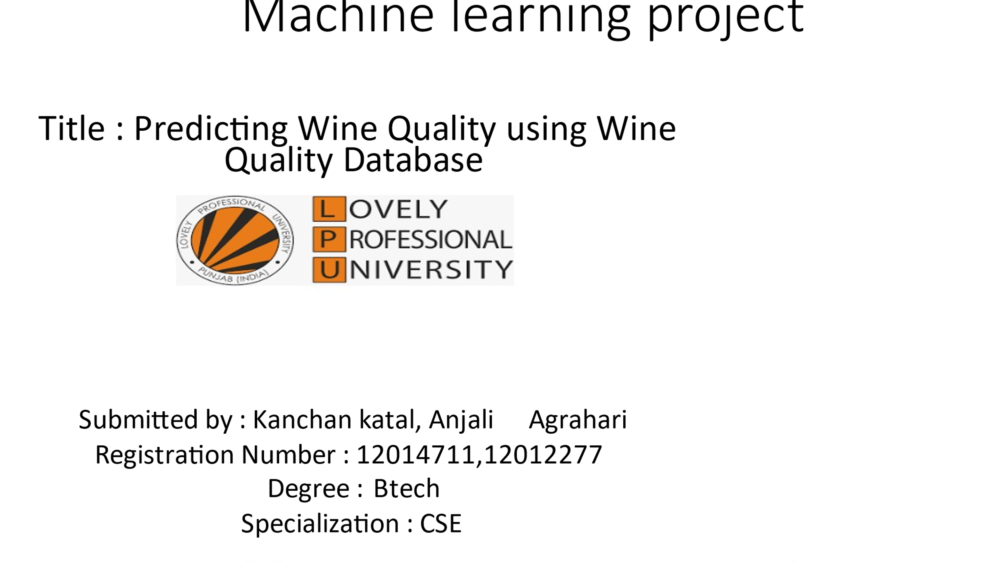 Machine learning project
Title : Predicting Wine Quality using Wine
Quality Database
LOVELY PROFESSIONAL UNIVERSITY
• PUNJAB (INDIA) •
LOVELY
PROFESSIONAL
UNIVERSITY
Submitted by : Kanchan katal, Anjali Agrahari
Registration Number : 12014711,12012277
Degree : Btech
Specialization : CSE